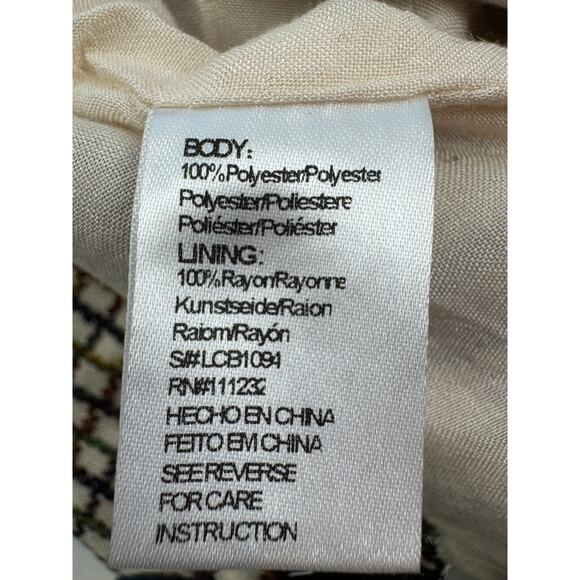 BODY:
100%Polyester/Polyester
Polyester/Poliestere
Poliéster/Poliéster
LINING:
100%Rayon/Rayonne
Kunstseide/Raion
Raiom/Rayón
S/#LCB1094
RN#111232
HECHO EN CHINA
FEITO EM CHINA
SEE REVERSE
FOR CARE
INSTRUCTION